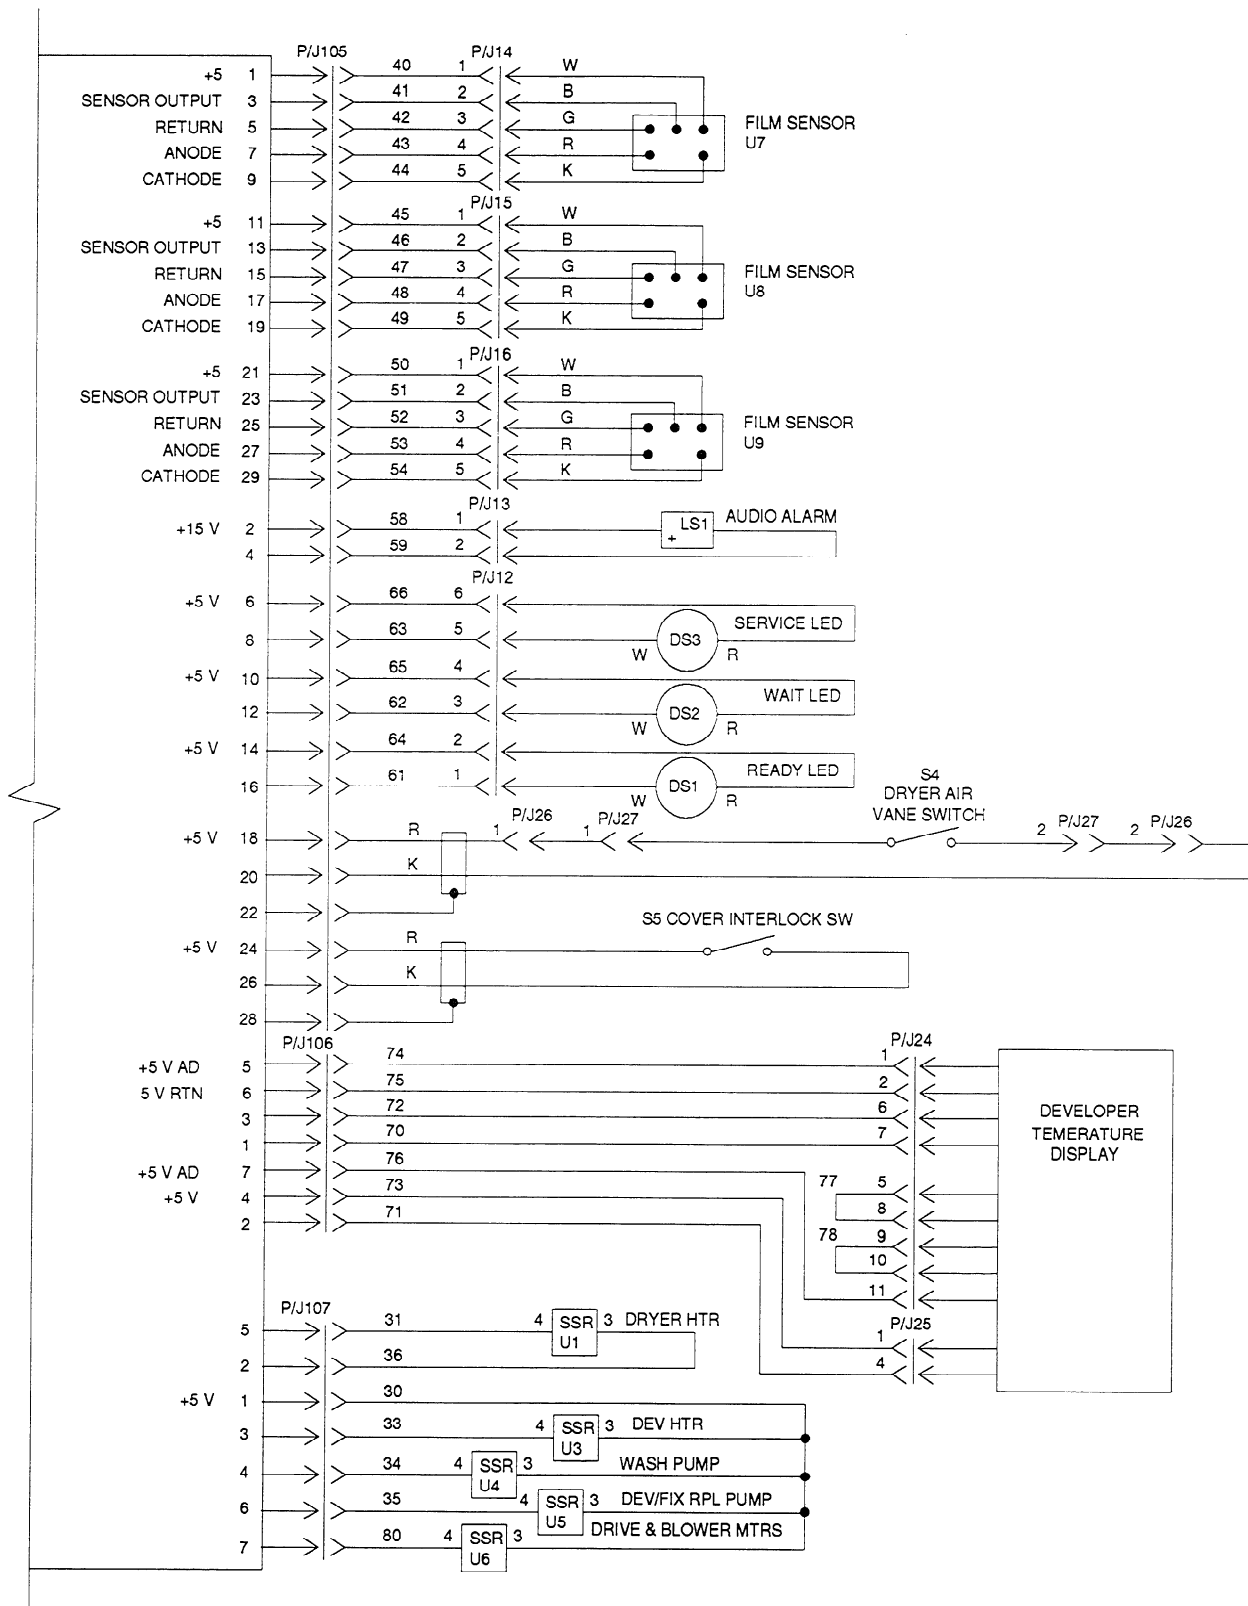 P/J105 P/J14
+5 1 40 1 W
SENSOR OUTPUT 3 41 2 B
RETURN 5 42 3 G
ANODE 7 43 4 R
CATHODE 9 44 5 K
FILM SENSOR
U7
P/J15
+5 11 45 1 W
SENSOR OUTPUT 13 46 2 B
RETURN 15 47 3 G
ANODE 17 48 4 R
CATHODE 19 49 5 K
FILM SENSOR
U8
P/J16
+5 21 50 1 W
SENSOR OUTPUT 23 51 2 B
RETURN 25 52 3 G
ANODE 27 53 4 R
CATHODE 29 54 5 K
FILM SENSOR
U9
P/J13
+15 V 2 58 1 LS1 + AUDIO ALARM
4 59 2
P/J12
+5 V 6 66 6 SERVICE LED
8 63 5 W DS3 R
+5 V 10 65 4 WAIT LED
12 62 3 W DS2 R
+5 V 14 64 2 READY LED
16 61 1 W DS1 R
S4
DRYER AIR
VANE SWITCH
+5 V 18 R 1 P/J26 1 P/J27 2 P/J27 2 P/J26
20 K
22
S5 COVER INTERLOCK SW
+5 V 24 R
26 K
28
P/J106 P/J24
+5 V AD 5 74 1
5 V RTN 6 75 2
3 72 6
1 70 7
+5 V AD 7 76
+5 V 4 73
2 71
77 5
8
78 9
10
11
P/J25
1
4
DEVELOPER
TEMERATURE
DISPLAY
P/J107
5 31 4 SSR U1 3 DRYER HTR
2 36
+5 V 1 30
3 33 4 SSR U3 3 DEV HTR
4 34 4 SSR U4 3 WASH PUMP
6 35 4 SSR U5 3 DEV/FIX RPL PUMP
7 80 4 SSR U6 3 DRIVE & BLOWER MTRS